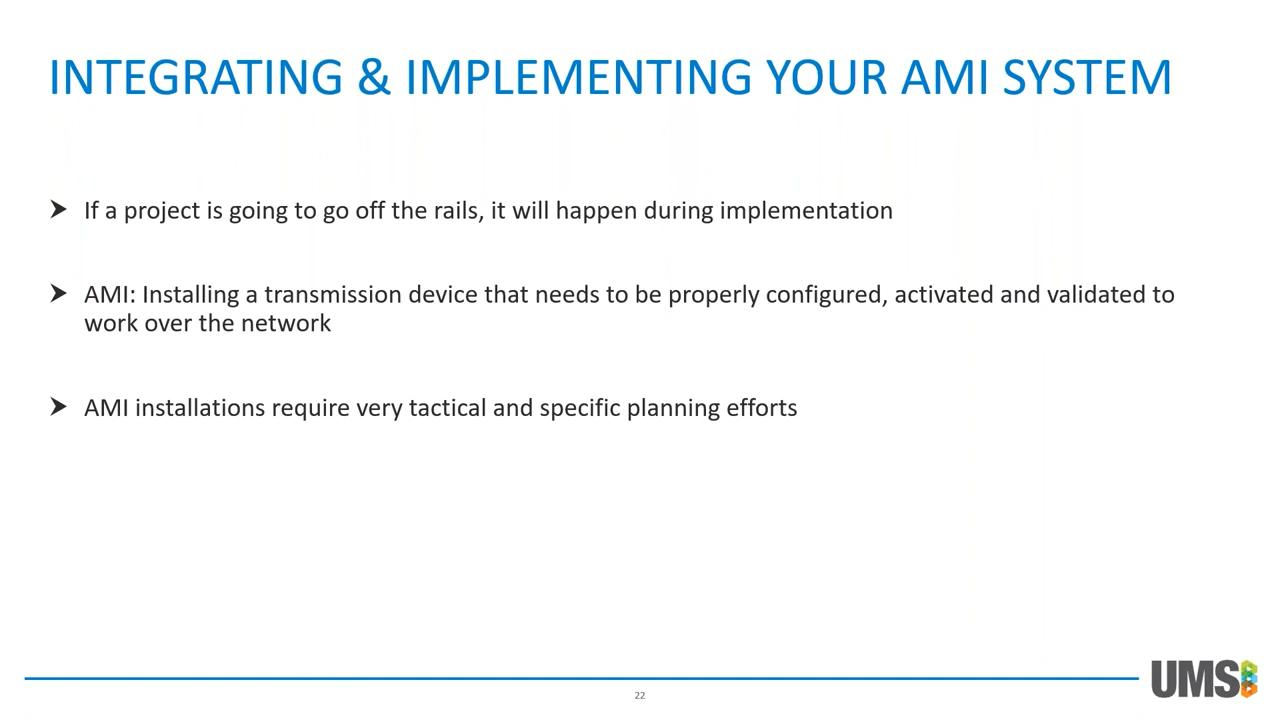 INTEGRATING & IMPLEMENTING YOUR AMI SYSTEM
➤ If a project is going to go off the rails, it will happen during implementation
➤ AMI: Installing a transmission device that needs to be properly configured, activated and validated to
work over the network
➤ AMI installations require very tactical and specific planning efforts
22
UMS